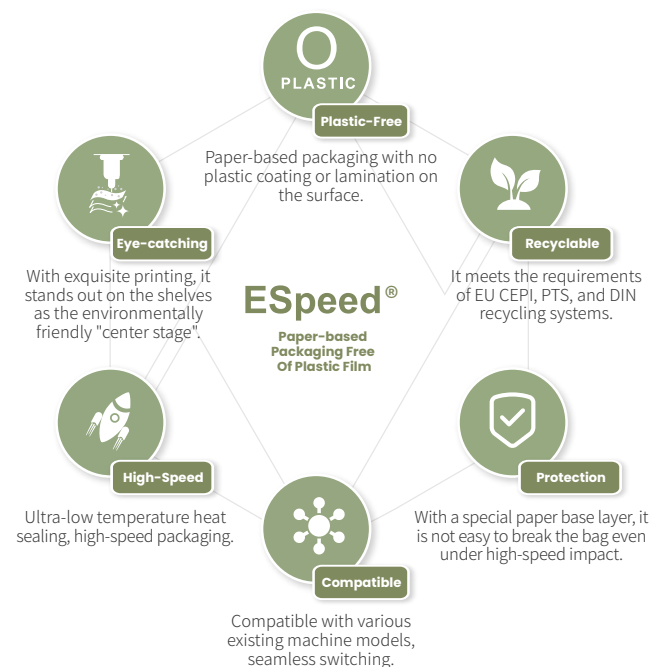 O
PLASTIC
Plastic-Free
Paper-based packaging with no
plastic coating or lamination on
the surface.
Eye-catching
With exquisite printing, it
stands out on the shelves
as the environmentally
friendly "center stage".
Recyclable
It meets the requirements
of EU CEPI, PTS, and DIN
recycling systems.
ESpeed®
Paper-based
Packaging Free
Of Plastic Film
High-Speed
Ultra-low temperature heat
sealing, high-speed packaging.
Protection
With a special paper base layer, it
is not easy to break the bag even
under high-speed impact.
Compatible
Compatible with various
existing machine models,
seamless switching.